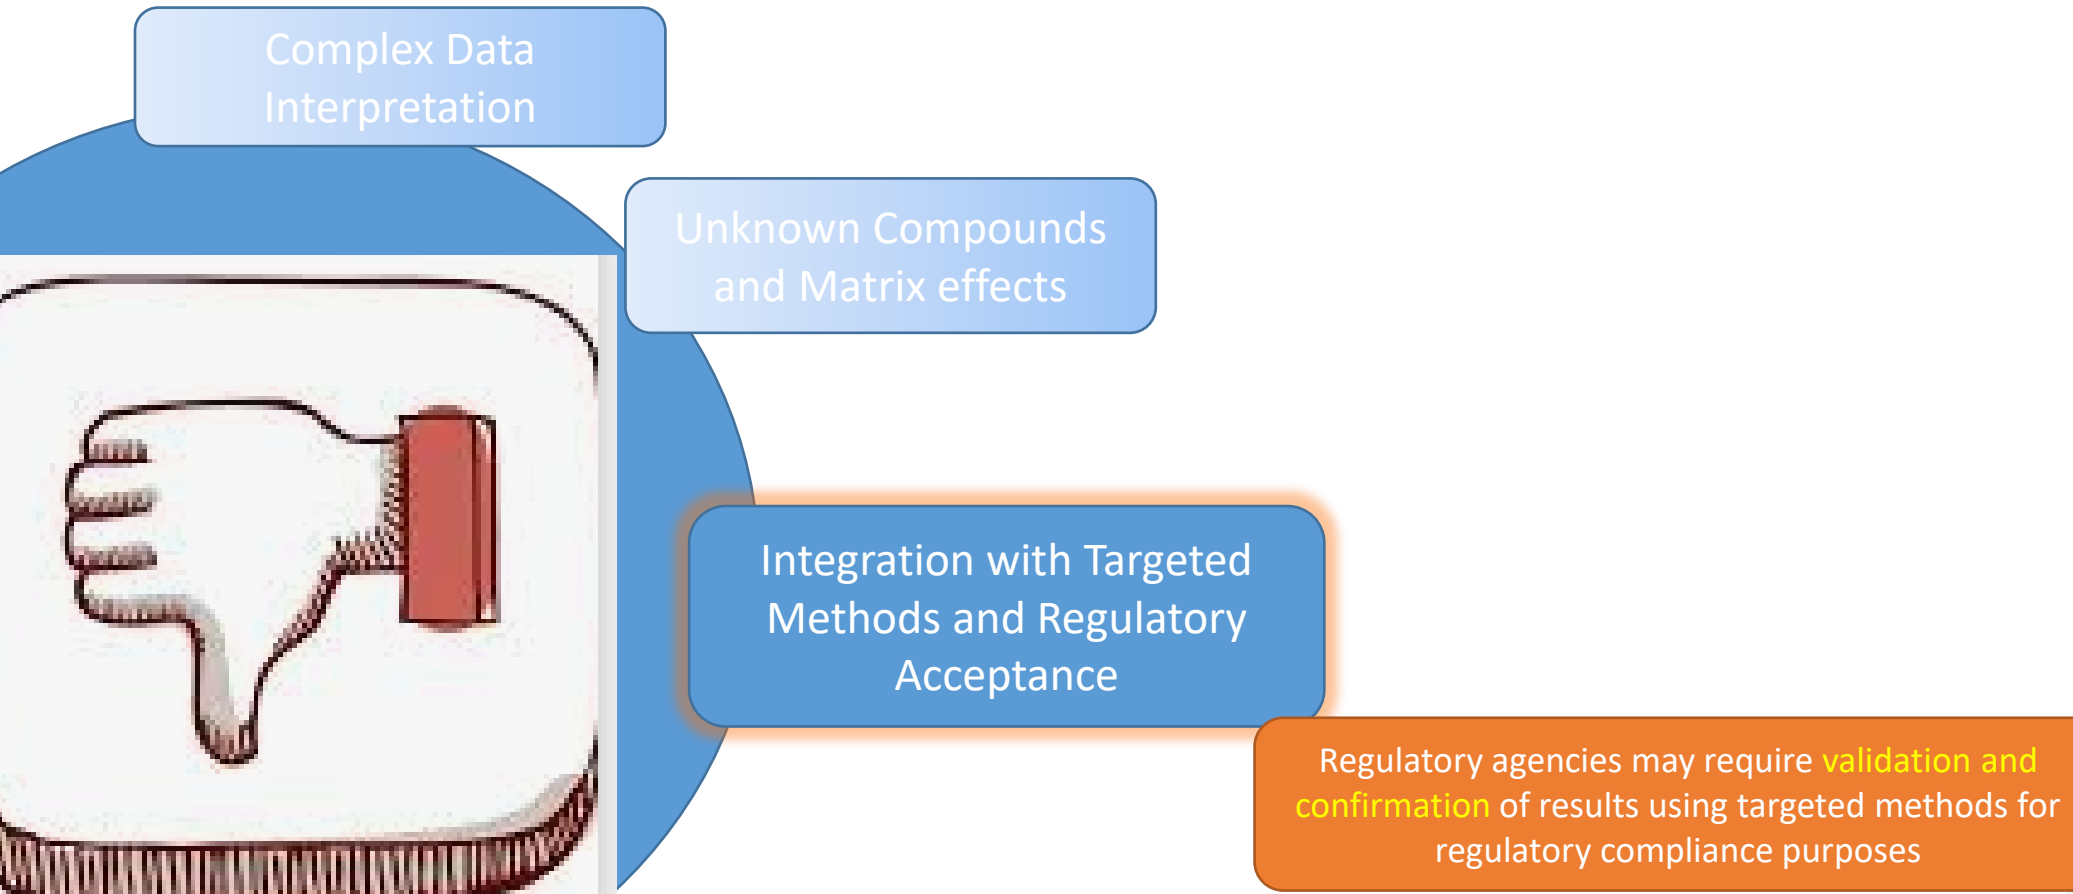 Complex Data
Interpretation
Unknown Compounds
and Matrix effects
Integration with Targeted
Methods and Regulatory
Acceptance
Regulatory agencies may require validation and
confirmation of results using targeted methods for
regulatory compliance purposes